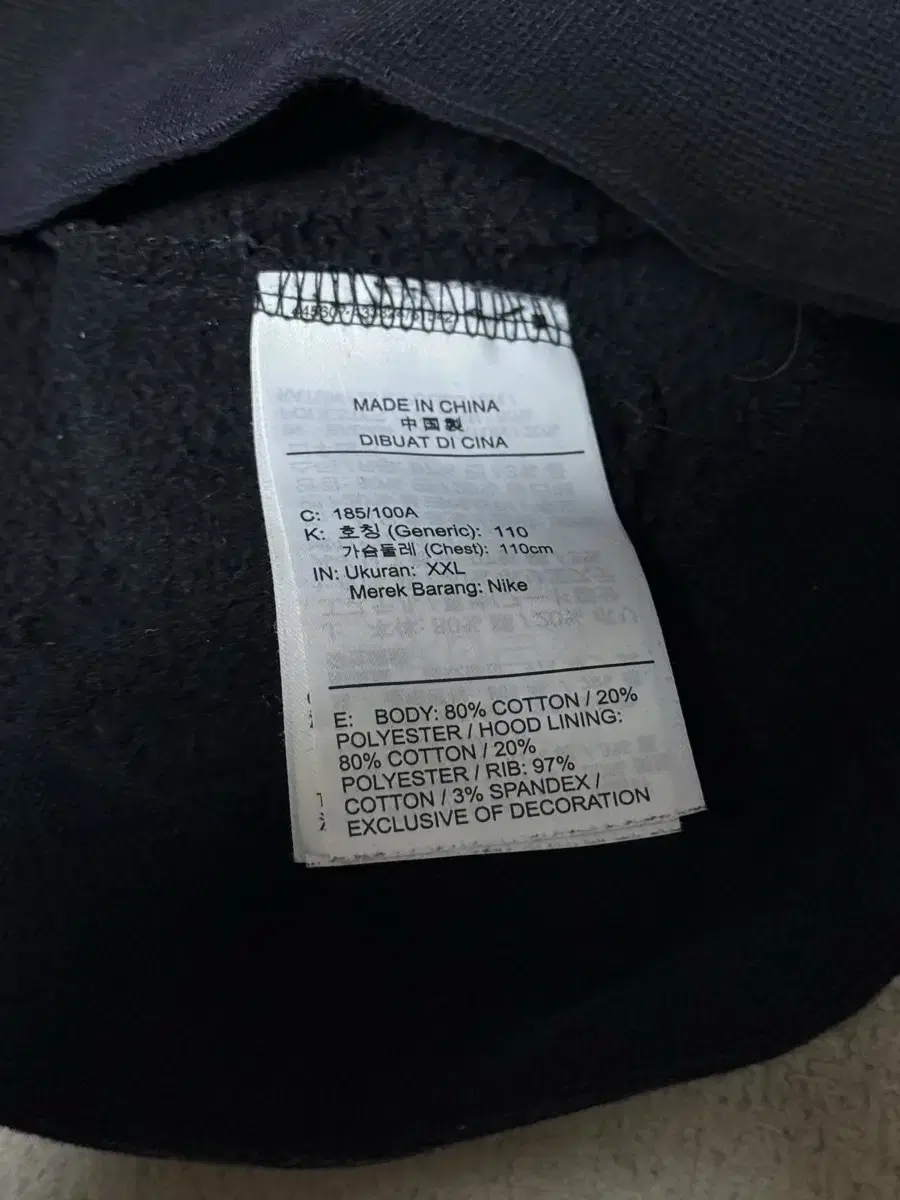 MADE IN CHINA
中国製
DIBUAT DI CINA
C: 185/100A
K: 호칭 (Generic): 110
가슴둘레 (Chest): 110cm
IN: Ukuran: XXL
Merek Barang: Nike
E: BODY: 80% COTTON / 20%
POLYESTER / HOOD LINING:
80% COTTON / 20%
POLYESTER / RIB: 97%
COTTON / 3% SPANDEX /
EXCLUSIVE OF DECORATION